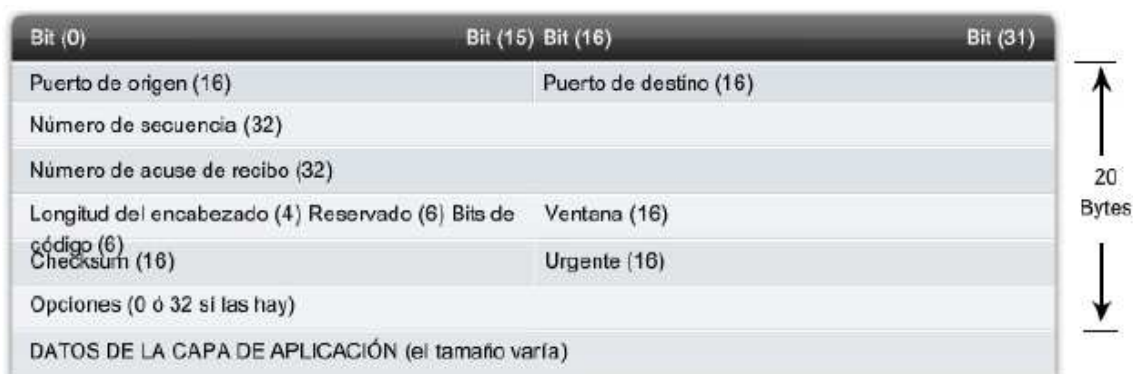 Bit (0) Bit (15) Bit (16) Bit (31)
Puerto de origen (16) Puerto de destino (16)
Número de secuencia (32)
Número de acuse de recibo (32)
Longitud del encabezado (4) Reservado (6) Bits de código (6) Ventana (16)
Checksum (16) Urgente (16)
Opciones (0 ó 32 si las hay)
DATOS DE LA CAPA DE APLICACIÓN (el tamaño varía)
20
Bytes